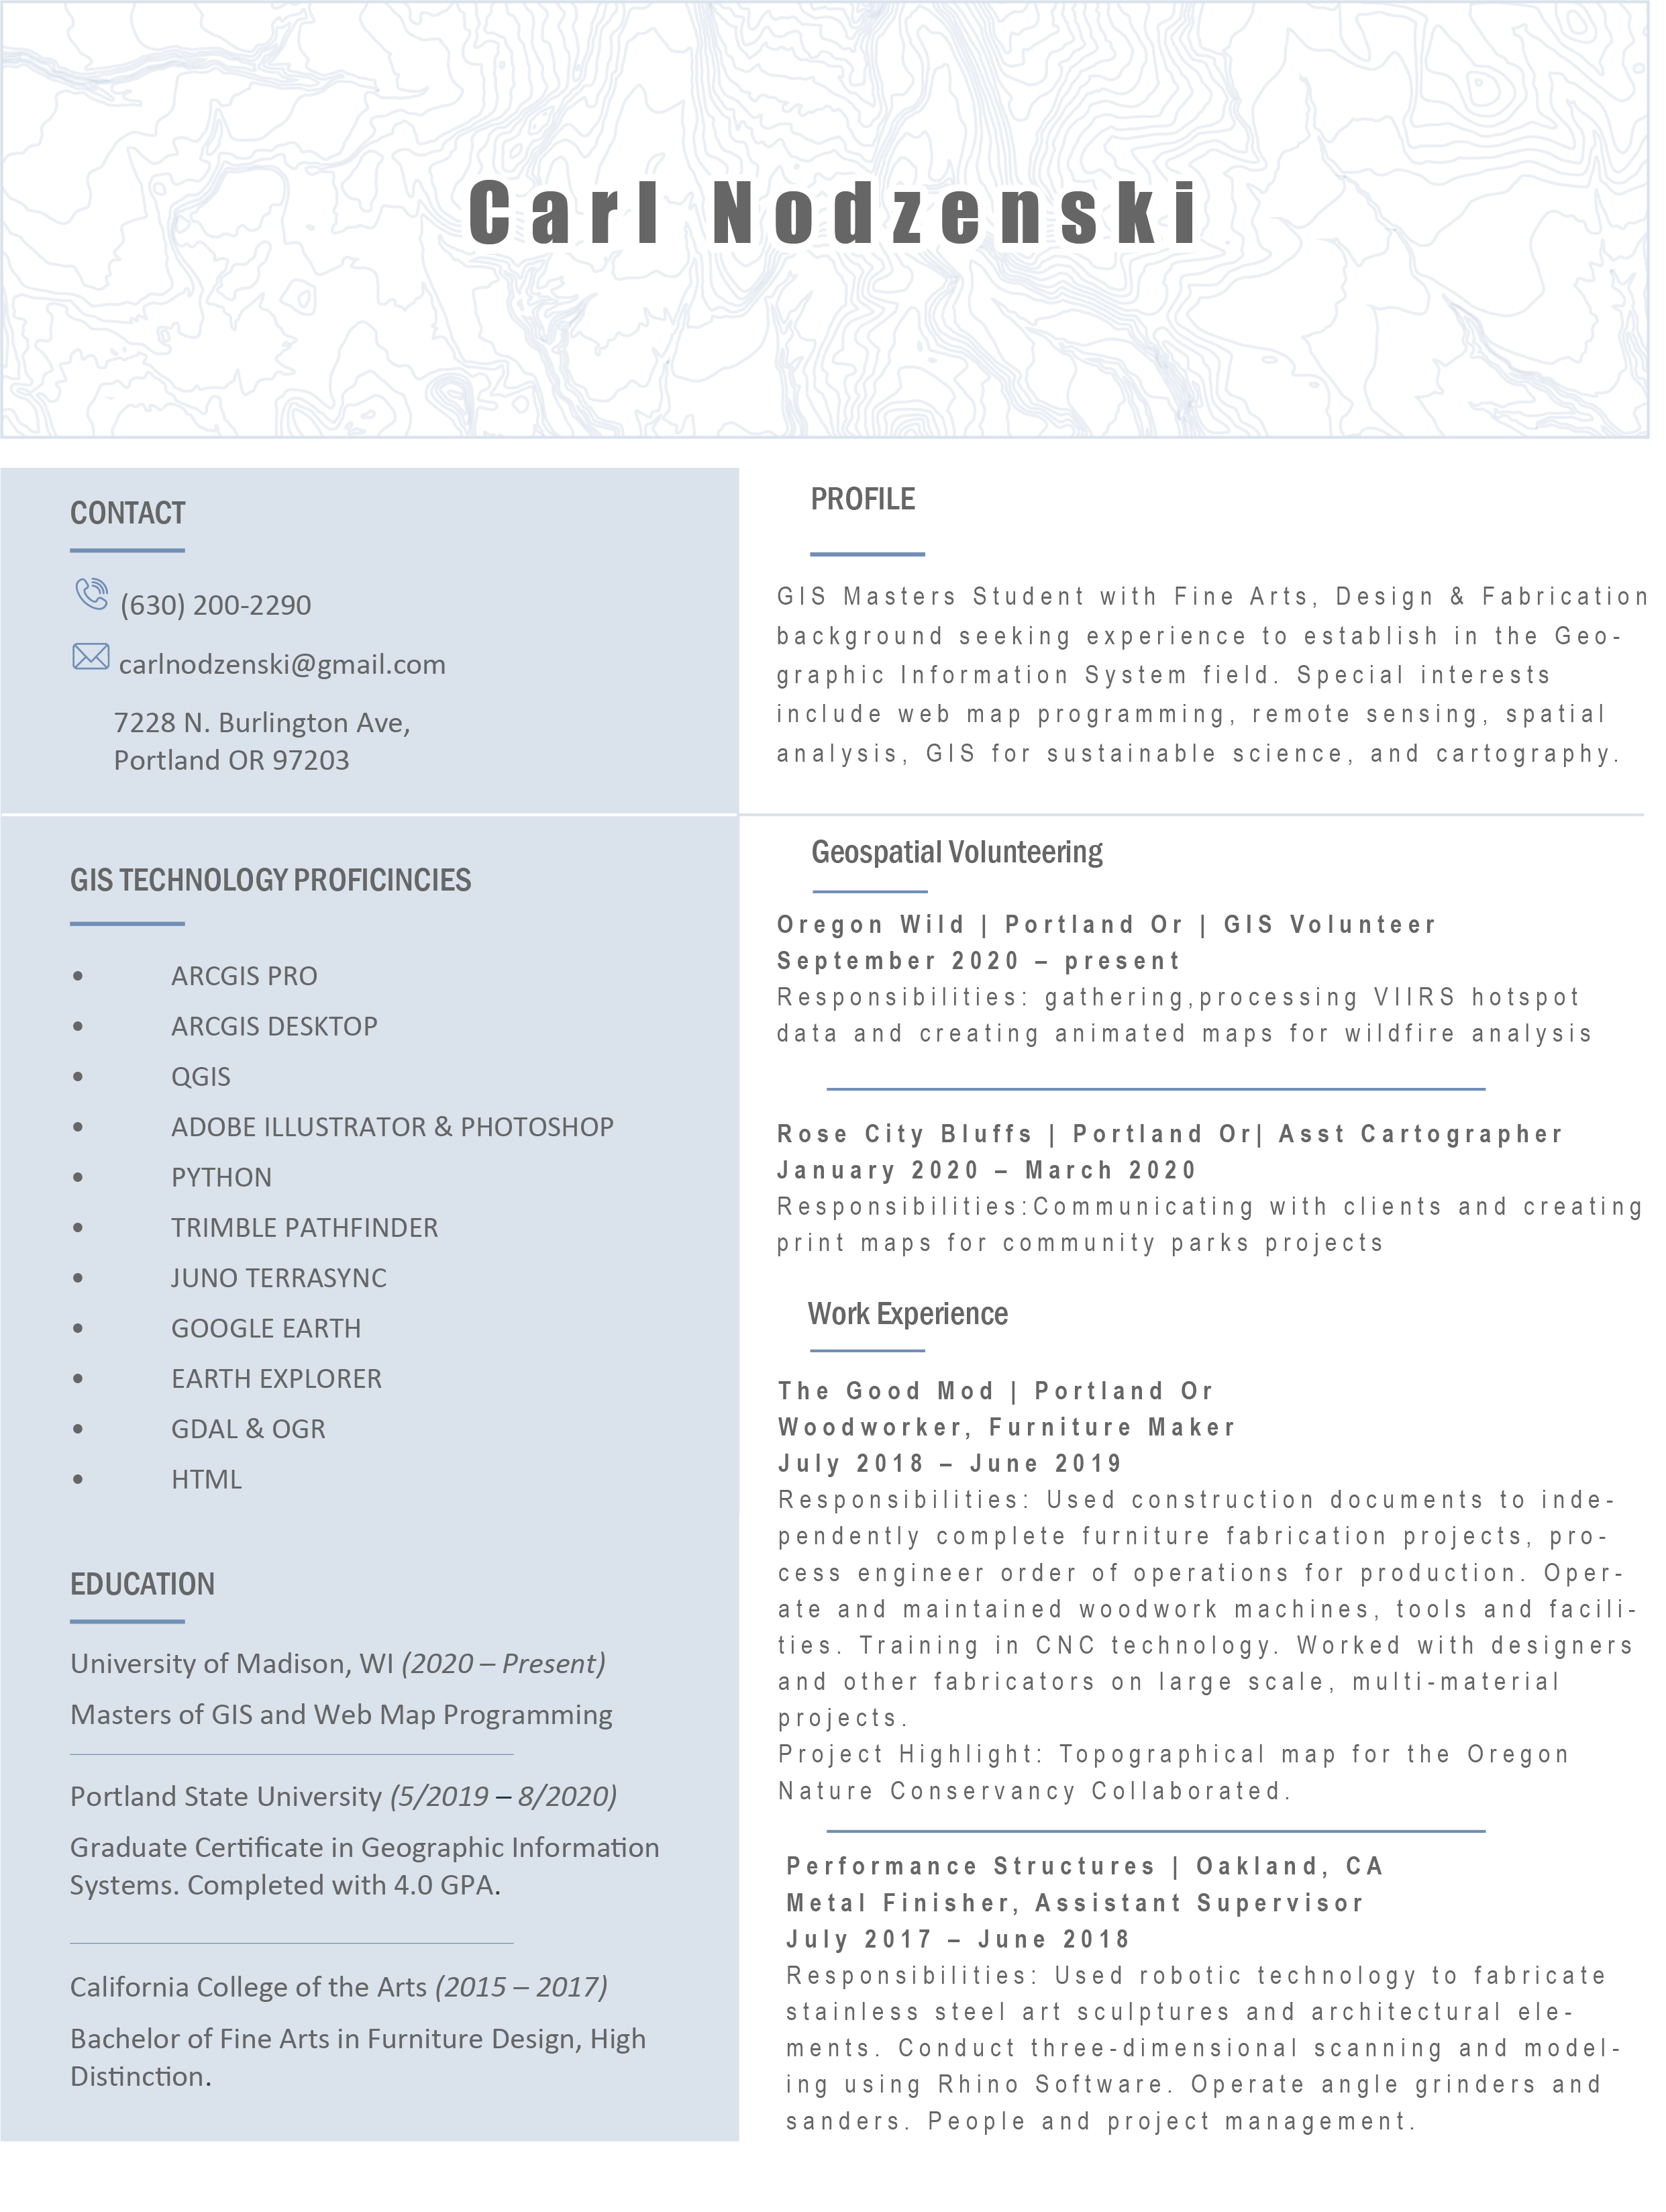 Carl Nodzenski
CONTACT
(630) 200-2290
carlnodzenski@gmail.com
7228 N. Burlington Ave,
Portland OR 97203
GIS TECHNOLOGY PROFICINCIES
• ARCGIS PRO
• ARCGIS DESKTOP
• QGIS
• ADOBE ILLUSTRATOR & PHOTOSHOP
• PYTHON
• TRIMBLE PATHFINDER
• JUNO TERRASYNC
• GOOGLE EARTH
• EARTH EXPLORER
• GDAL & OGR
• HTML
EDUCATION
University of Madison, WI (2020 – Present)
Masters of GIS and Web Map Programming
Portland State University (5/2019 – 8/2020)
Graduate Certificate in Geographic Information
Systems. Completed with 4.0 GPA.
California College of the Arts (2015 – 2017)
Bachelor of Fine Arts in Furniture Design, High
Distinction.
PROFILE
GIS Masters Student with Fine Arts, Design & Fabrication
background seeking experience to establish in the Geo-
graphic Information System field. Special interests
include web map programming, remote sensing, spatial
analysis, GIS for sustainable science, and cartography.
Geospatial Volunteering
Oregon Wild | Portland Or | GIS Volunteer
September 2020 – present
Responsibilities: gathering,processing VIIRS hotspot
data and creating animated maps for wildfire analysis
Rose City Bluffs | Portland Or| Asst Cartographer
January 2020 – March 2020
Responsibilities:Communicating with clients and creating
print maps for community parks projects
Work Experience
The Good Mod | Portland Or
Woodworker, Furniture Maker
July 2018 – June 2019
Responsibilities: Used construction documents to inde-
pendently complete furniture fabrication projects, pro-
cess engineer order of operations for production. Oper-
ate and maintained woodwork machines, tools and facili-
ties. Training in CNC technology. Worked with designers
and other fabricators on large scale, multi-material
projects.
Project Highlight: Topographical map for the Oregon
Nature Conservancy Collaborated.
Performance Structures | Oakland, CA
Metal Finisher, Assistant Supervisor
July 2017 – June 2018
Responsibilities: Used robotic technology to fabricate
stainless steel art sculptures and architectural ele-
ments. Conduct three-dimensional scanning and model-
ing using Rhino Software. Operate angle grinders and
sanders. People and project management.